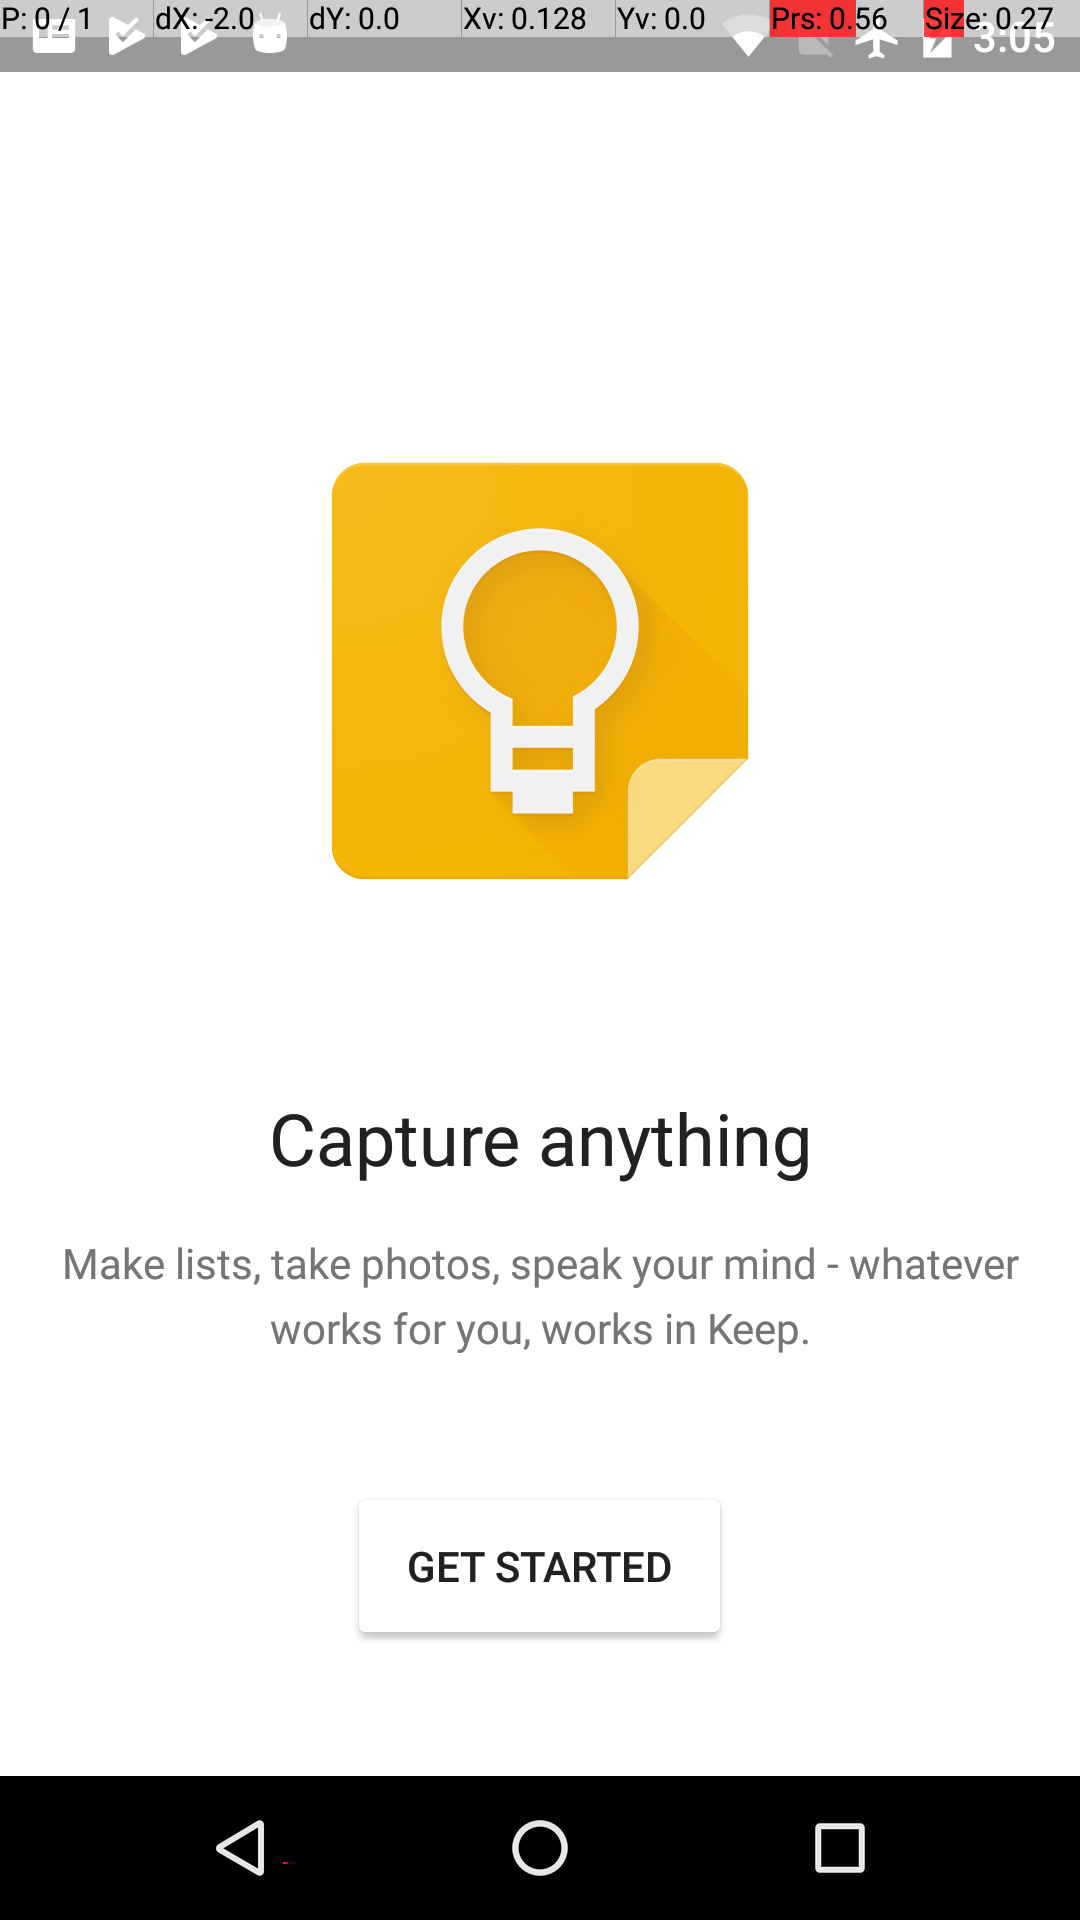 P: 0 / 1 dX: -2.0 dY: 0.0 Xv: 0.128 Yv: 0.0 Prs: 0.56 Size: 0.27
3:05
Capture anything
Make lists, take photos, speak your mind - whatever
works for you, works in Keep.
GET STARTED